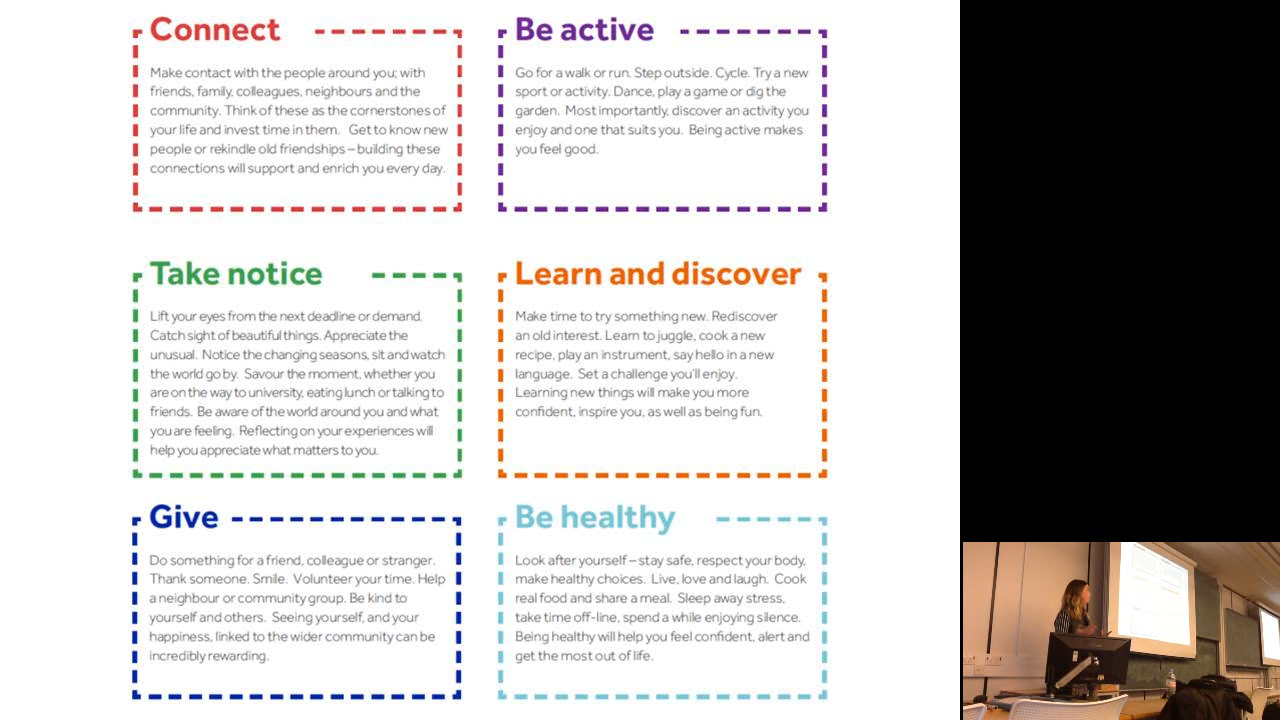 Connect
Make contact with the people around you; with
friends, family, colleagues, neighbours and the
community. Think of these as the cornerstones of
your life and invest time in them. Get to know new
people or rekindle old friendships – building these
connections will support and enrich you every day.
Be active
Go for a walk or run. Step outside. Cycle. Try a new
sport or activity. Dance, play a game or dig the
garden. Most importantly, discover an activity you
enjoy and one that suits you. Being active makes
you feel good.
Take notice
Lift your eyes from the next deadline or demand.
Catch sight of beautiful things. Appreciate the
unusual. Notice the changing seasons, sit and watch
the world go by. Savour the moment, whether you
are on the way to university, eating lunch or talking to
friends. Be aware of the world around you and what
you are feeling. Reflecting on your experiences will
help you appreciate what matters to you.
Learn and discover
Make time to try something new. Rediscover
an old interest. Learn to juggle, cook a new
recipe, play an instrument, say hello in a new
language. Set a challenge you'll enjoy.
Learning new things will make you more
confident, inspire you, as well as being fun.
Give
Do something for a friend, colleague or stranger.
Thank someone. Smile. Volunteer your time. Help
a neighbour or community group. Be kind to
yourself and others. Seeing yourself, and your
happiness, linked to the wider community can be
incredibly rewarding.
Be healthy
Look after yourself – stay safe, respect your body,
make healthy choices. Live, love and laugh. Cook
real food and share a meal. Sleep away stress,
take time off-line, spend a while enjoying silence.
Being healthy will help you feel confident, alert and
get the most out of life.